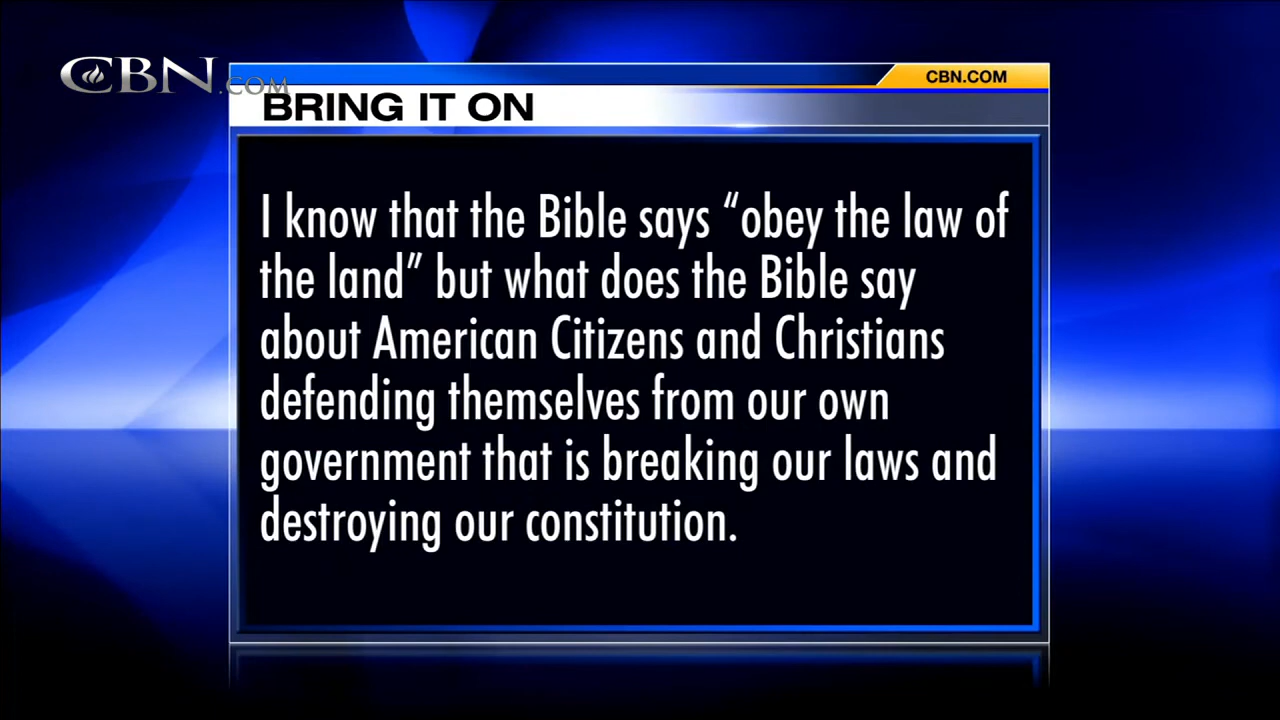 CBN.COM
CBN.COM
BRING IT ON
I know that the Bible says “obey the law of
the land” but what does the Bible say
about American Citizens and Christians
defending themselves from our own
government that is breaking our laws and
destroying our constitution.